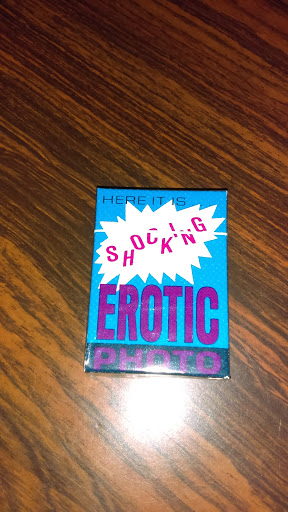 HERE IT IS
SHOCKING
EROTIC
PHOTO